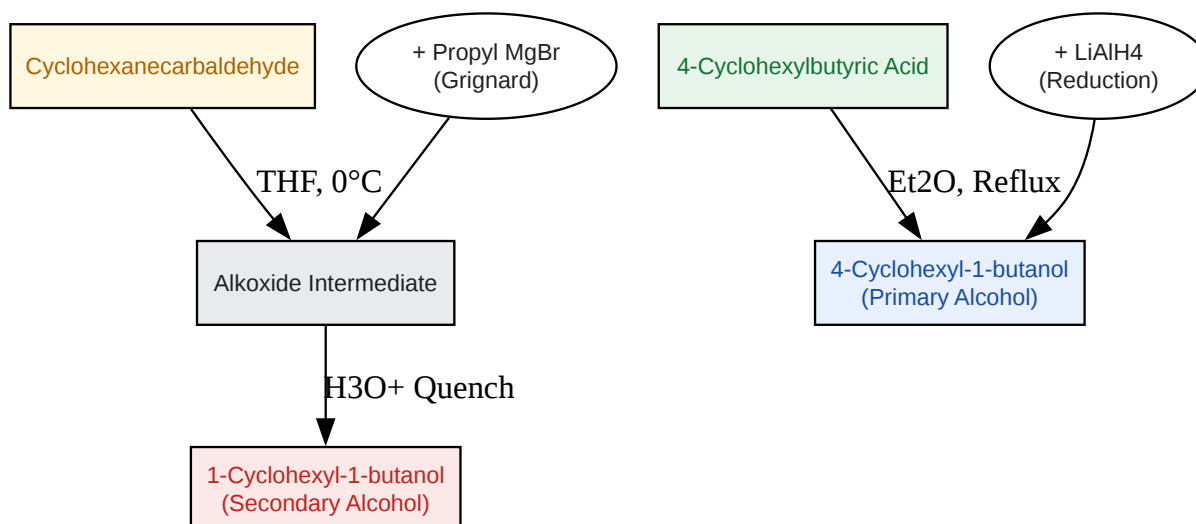 Cyclohexanecarbaldehyde
+ Propyl MgBr
(Grignard)
THF, 0°C
Alkoxide Intermediate
H3O+ Quench
1-Cyclohexyl-1-butanol
(Secondary Alcohol)
4-Cyclohexylbutyric Acid
+ LiAlH4
(Reduction)
Et2O, Reflux
4-Cyclohexyl-1-butanol
(Primary Alcohol)